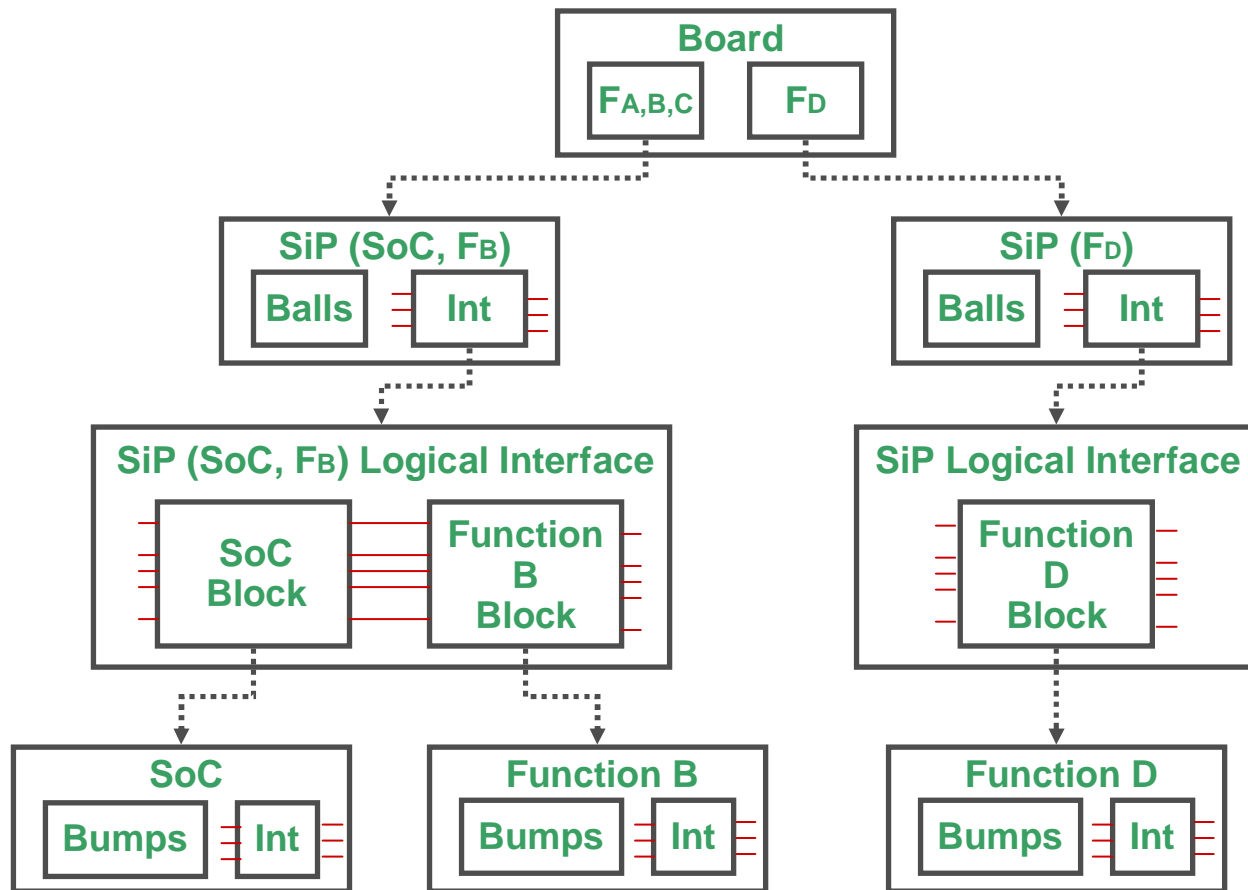 Board
FA,B,C
FD
SiP (SoC, FB)
Balls
Int
SiP (FD)
Balls
Int
SiP (SoC, FB) Logical Interface
SoC
Block
Function
B
Block
SiP Logical Interface
Function
D
Block
SoC
Bumps
Int
Function B
Bumps
Int
Function D
Bumps
Int